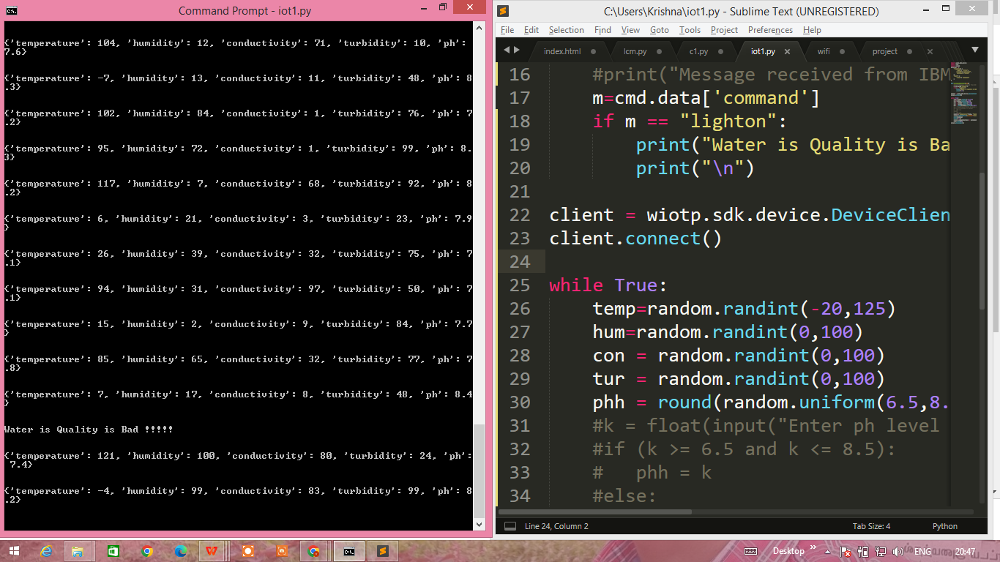 Command Prompt - iot1.py
{'temperature': 104, 'humidity': 12, 'conductivity': 71, 'turbidity': 10, 'ph':
7.6}
{'temperature': -7, 'humidity': 13, 'conductivity': 11, 'turbidity': 48, 'ph': 8
.3}
{'temperature': 102, 'humidity': 84, 'conductivity': 1, 'turbidity': 76, 'ph': 7
.2}
{'temperature': 95, 'humidity': 72, 'conductivity': 1, 'turbidity': 99, 'ph': 8.
3}
{'temperature': 117, 'humidity': 7, 'conductivity': 68, 'turbidity': 92, 'ph': 8
.2}
{'temperature': 6, 'humidity': 21, 'conductivity': 3, 'turbidity': 23, 'ph': 7.9
}
{'temperature': 26, 'humidity': 39, 'conductivity': 32, 'turbidity': 75, 'ph': 7
.1}
{'temperature': 94, 'humidity': 31, 'conductivity': 97, 'turbidity': 50, 'ph': 7
.1}
{'temperature': 15, 'humidity': 2, 'conductivity': 9, 'turbidity': 84, 'ph': 7.7
}
{'temperature': 85, 'humidity': 65, 'conductivity': 32, 'turbidity': 77, 'ph': 7
.8}
{'temperature': 7, 'humidity': 17, 'conductivity': 8, 'turbidity': 48, 'ph': 8.4
}
Water is Quality is Bad !!!!!
{'temperature': 121, 'humidity': 100, 'conductivity': 80, 'turbidity': 24, 'ph':
 7.4}
{'temperature': -4, 'humidity': 99, 'conductivity': 83, 'turbidity': 99, 'ph': 8
.2}
C:\Users\Krishna\iot1.py - Sublime Text (UNREGISTERED)
File Edit Selection Find View Goto Tools Project Preferences Help
index.html lcm.py c1.py iot1.py wifi project
16 #print("Message received from IBM
17 m=cmd.data['command']
18 if m == "lighton":
19 print("Water is Quality is Ba
20 print("\n")
21
22 client = wiotp.sdk.device.DeviceClien
23 client.connect()
24
25 while True:
26 temp=random.randint(-20,125)
27 hum=random.randint(0,100)
28 con = random.randint(0,100)
29 tur = random.randint(0,100)
30 phh = round(random.uniform(6.5,8.
31 #k = float(input("Enter ph level
32 #if (k >= 6.5 and k <= 8.5):
33 #   phh = k
34 #else:
Line 24, Column 2 Tab Size: 4 Python
Desktop ENG 20:47